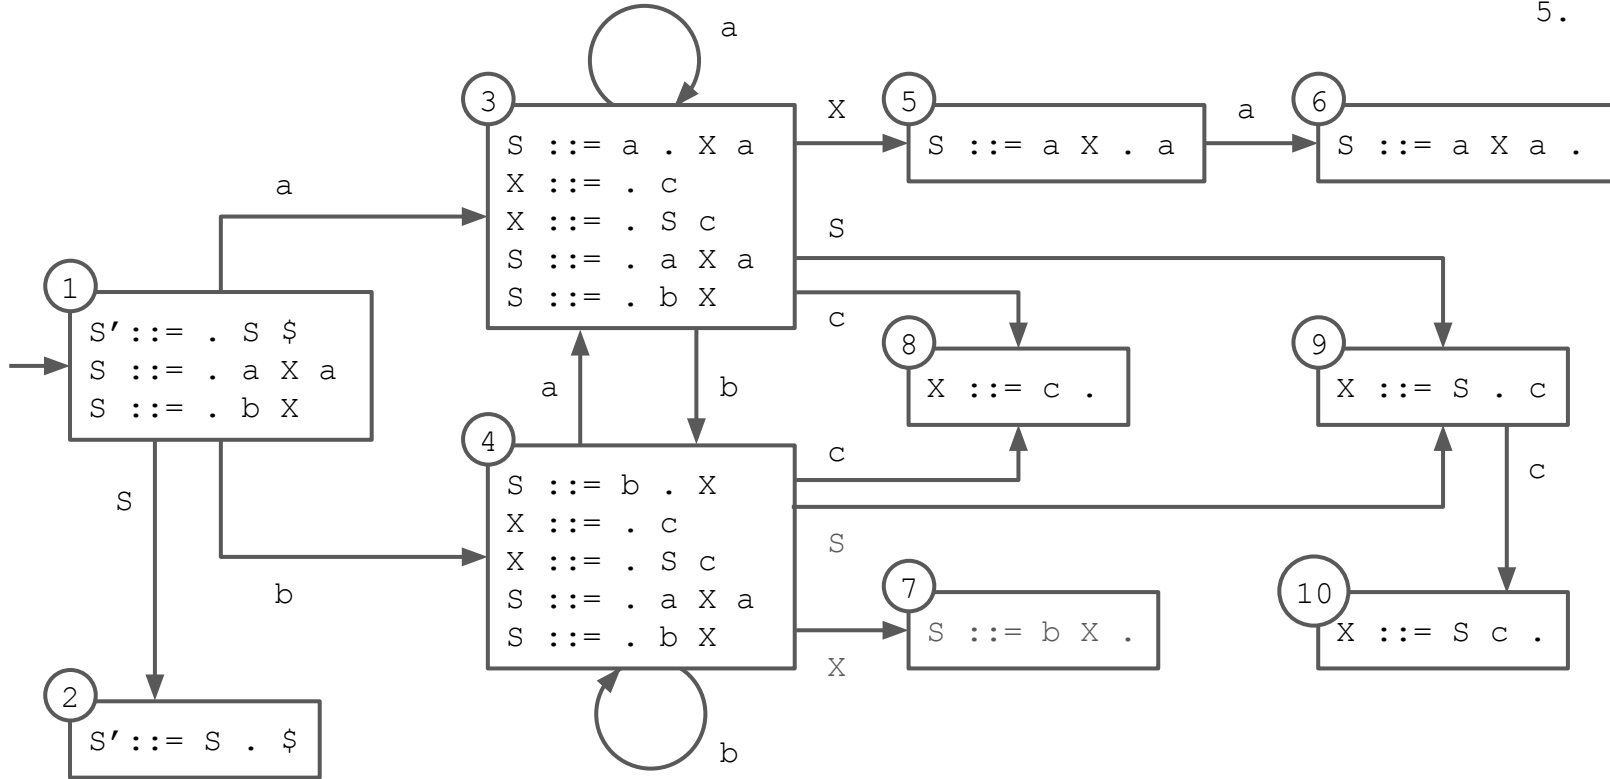 5.
a
3
X
5
a
6
S ::= a . X a
X ::= . c
X ::= . S c
S ::= . a X a
S ::= . b X
S ::= a X . a
S ::= a X a .
a
S
c
1
S'::= . S $
S ::= . a X a
S ::= . b X
8
X ::= c .
9
X ::= S . c
a
b
4
c
S ::= b . X
X ::= . c
X ::= . S c
S ::= . a X a
S ::= . b X
S
c
S
b
7
S ::= b X .
X
10
X ::= S c .
2
S'::= S . $
b